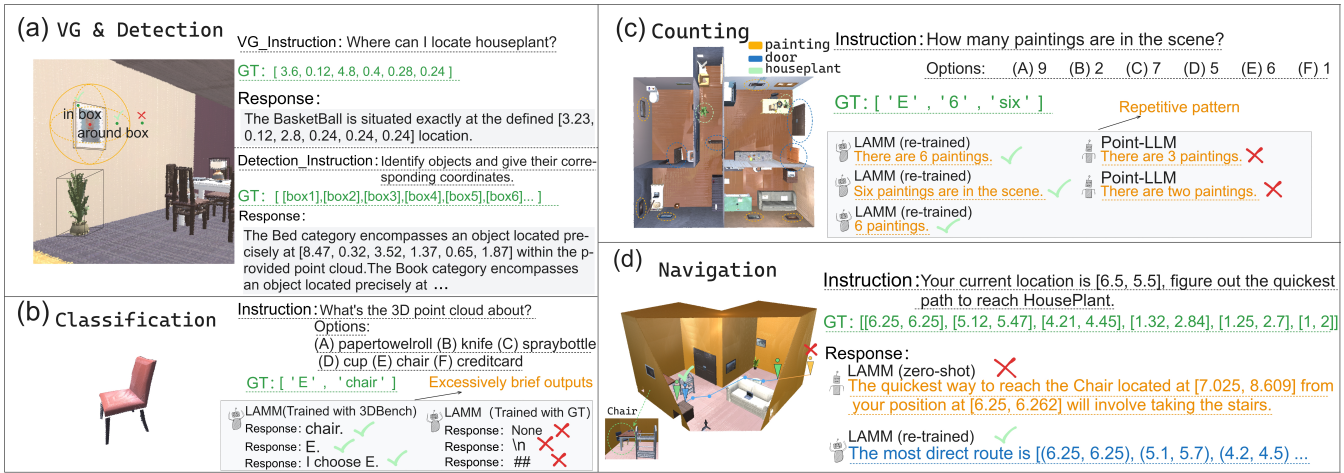 (a) VG & Detection
VG_Instruction: Where can I locate houseplant?
GT: [ 3.6, 0.12, 4.8, 0.4, 0.28, 0.24 ]
Response:
The BasketBall is situated exactly at the defined [3.23,
0.12, 2.8, 0.24, 0.24, 0.24] location.
in box
around box
Detection_Instruction: Identify objects and give their corre-
sponding coordinates.
GT: [ [box1],[box2],[box3],[box4],[box5],[box6]... ]
Response:
The Bed category encompasses an object located pre-
cisely at [8.47, 0.32, 3.52, 1.37, 0.65, 1.87] within the p-
rovided point cloud.The Book category encompasses
an object located precisely at ...
(b) Classification
Instruction: What's the 3D point cloud about?
Options:
(A) papertowelroll (B) knife (C) spraybottle
(D) cup (E) chair (F) creditcard
GT: [ 'E' , 'chair' ]
Excessively brief outputs
LAMM(Trained with 3DBench)
Response: chair.
Response: E.
Response: I choose E.
LAMM (Trained with GT)
Response: None
Response: \n
Response: ##
(c) Counting
painting
door
houseplant
Instruction: How many paintings are in the scene?
Options: (A) 9 (B) 2 (C) 7 (D) 5 (E) 6 (F) 1
GT: [ 'E' , '6' , 'six' ]
Repetitive pattern
LAMM (re-trained)
There are 6 paintings.
LAMM (re-trained)
Six paintings are in the scene.
LAMM (re-trained)
6 paintings.
Point-LLM
There are 3 paintings.
Point-LLM
There are two paintings.
(d) Navigation
Chair
Instruction:Your current location is [6.5, 5.5], figure out the quickest
path to reach HousePlant.
GT: [[6.25, 6.25], [5.12, 5.47], [4.21, 4.45], [1.32, 2.84], [1.25, 2.7], [1, 2]]
Response:
LAMM (zero-shot)
The quickest way to reach the Chair located at [7.025, 8.609] from
your position at [6.25, 6.262] will involve taking the stairs.
LAMM (re-trained)
The most direct route is [(6.25, 6.25), (5.1, 5.7), (4.2, 4.5) ...